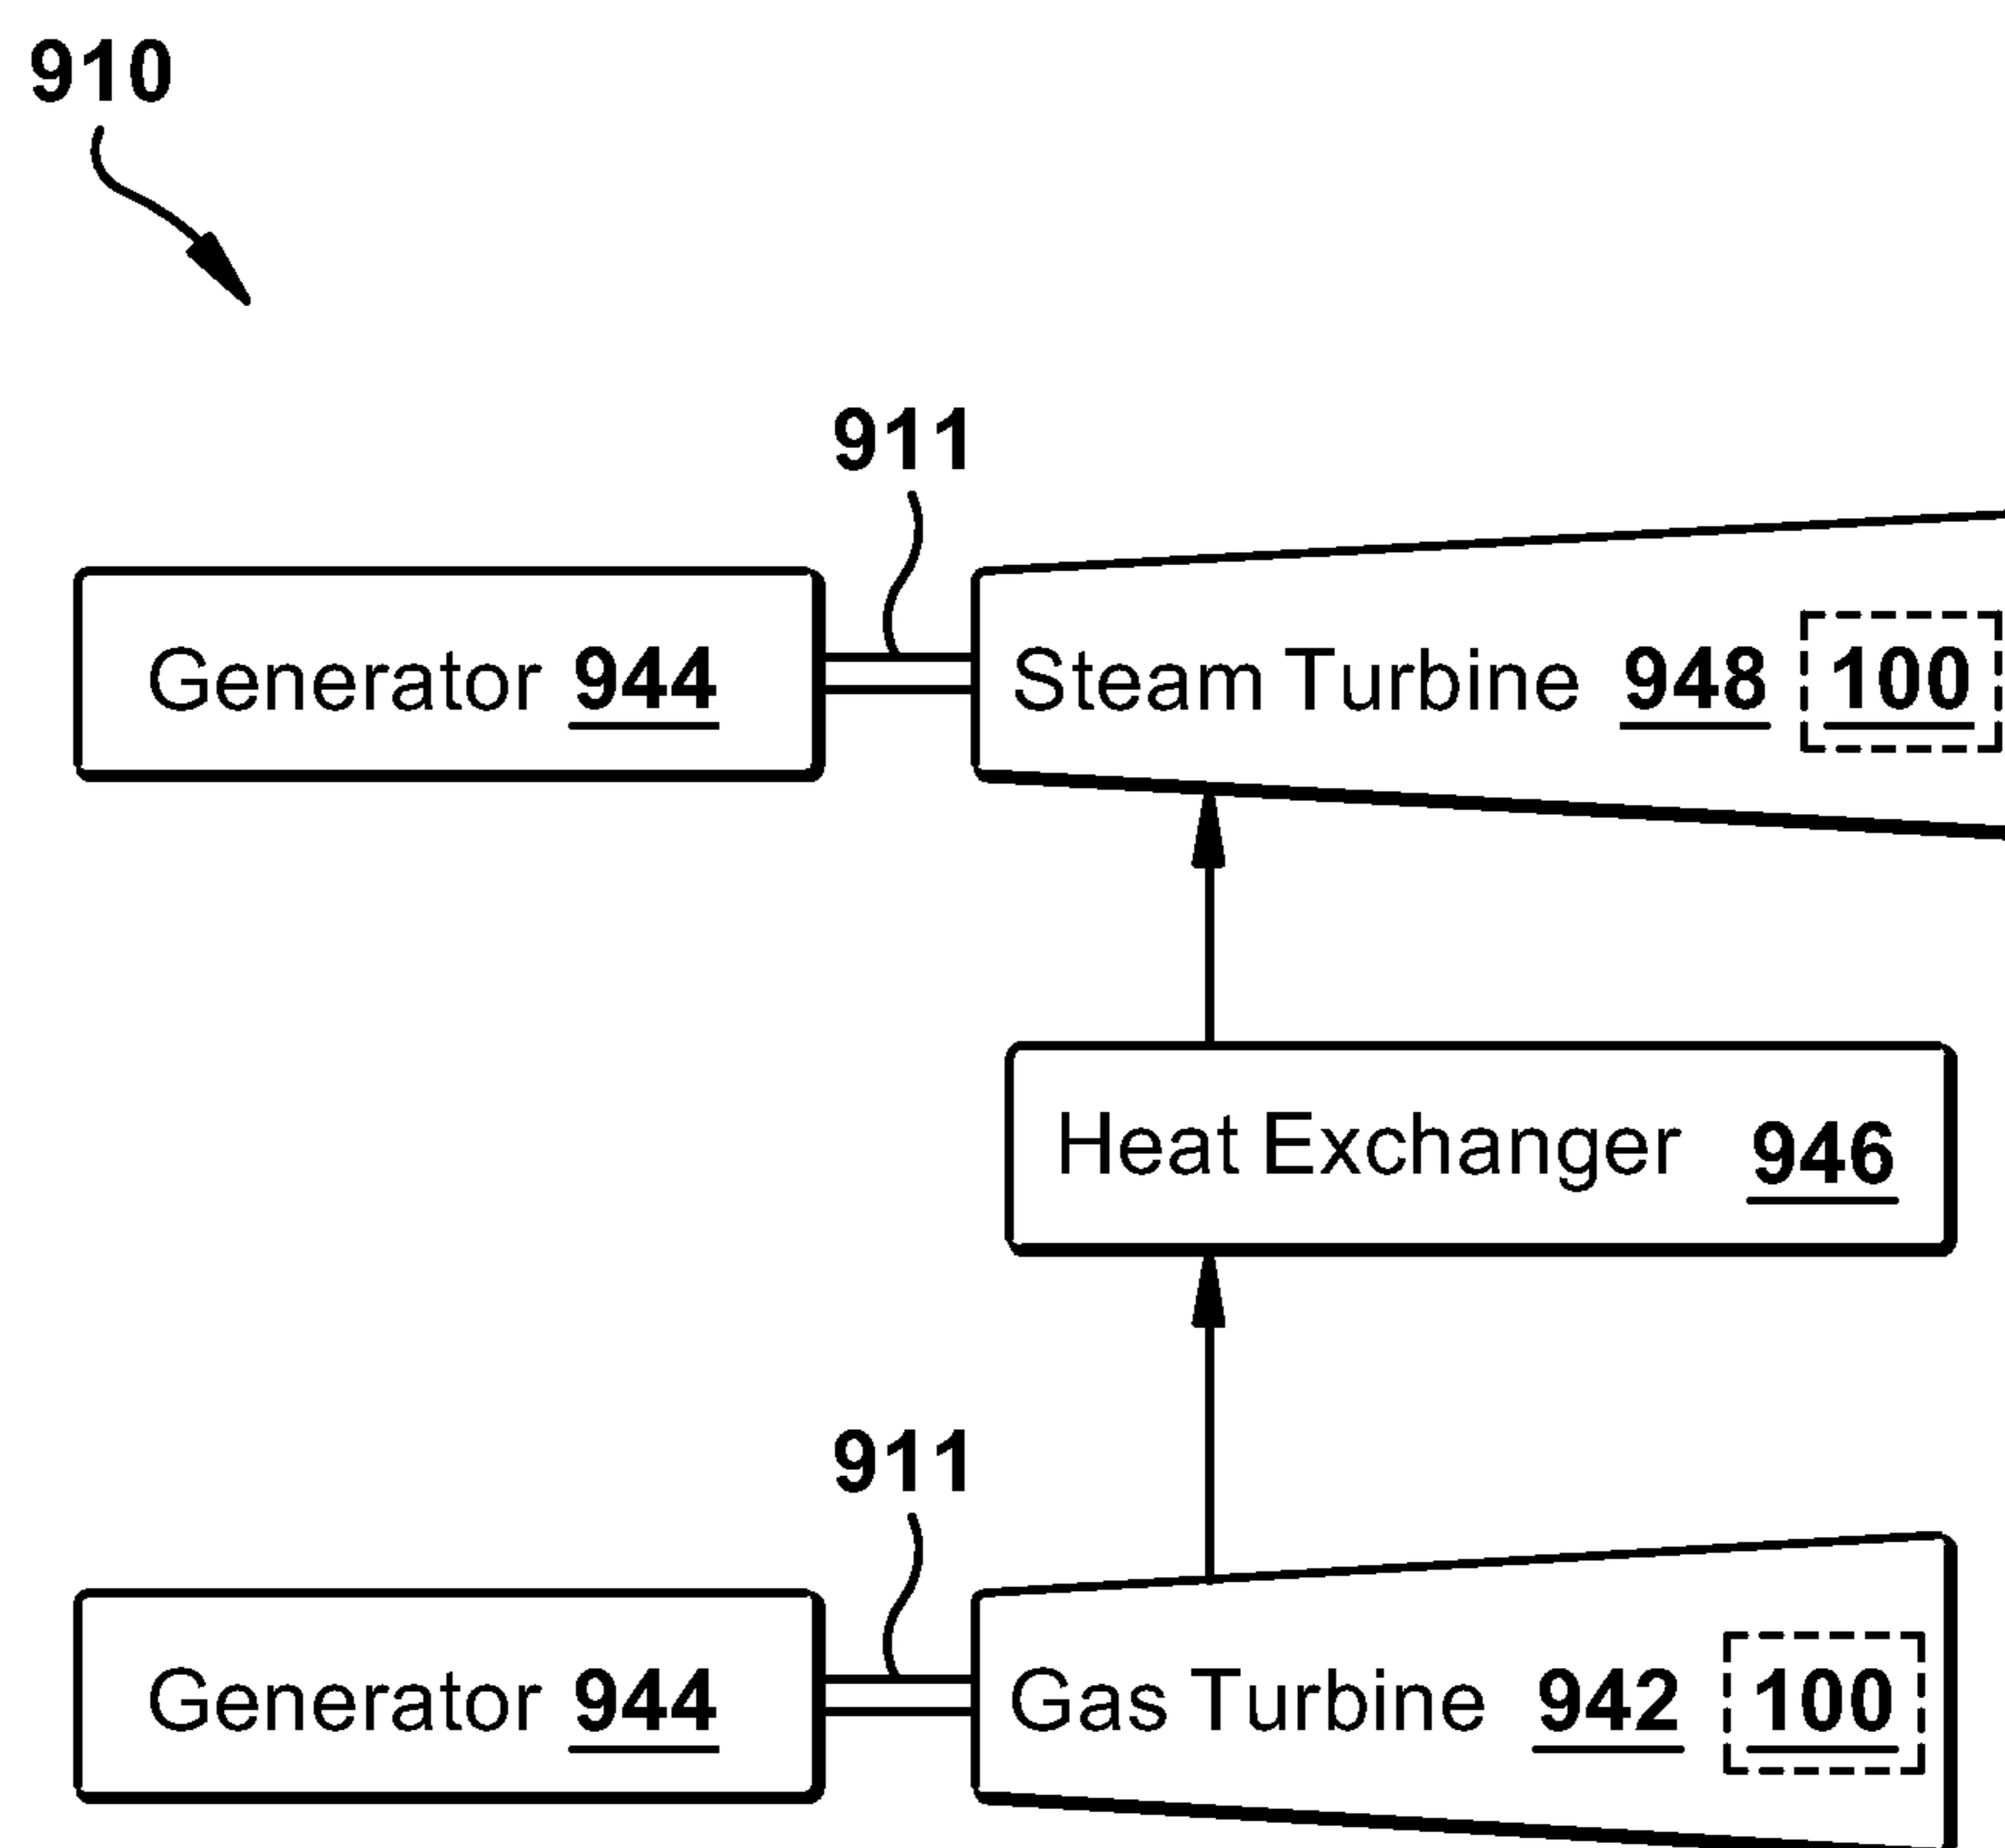 910
911
Generator 944
Steam Turbine 948 100
Heat Exchanger 946
911
Generator 944
Gas Turbine 942 100